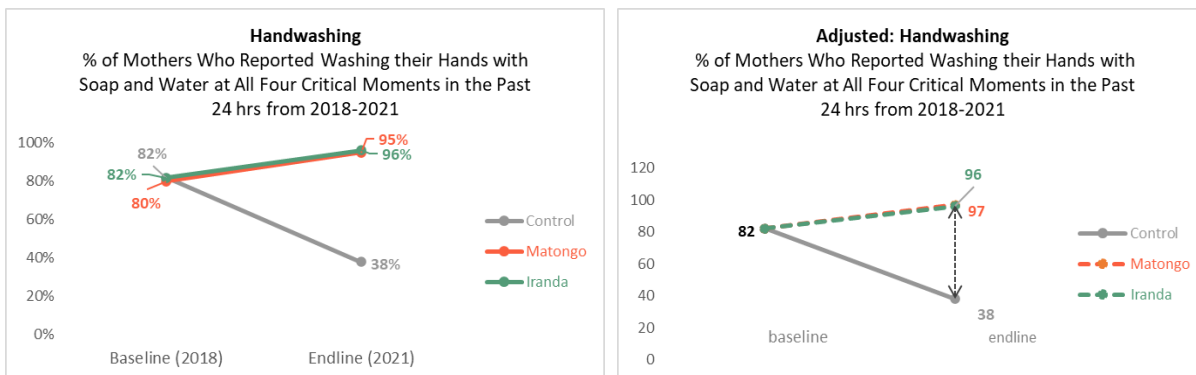 Handwashing
% of Mothers Who Reported Washing their Hands with
Soap and Water at All Four Critical Moments in the Past
24 hrs from 2018-2021
100%
80%
60%
40%
20%
0%
82%
82%
80%
95%
96%
38%
Control
Matongo
Iranda
Baseline (2018)
Endline (2021)
Adjusted: Handwashing
% of Mothers Who Reported Washing their Hands with
Soap and Water at All Four Critical Moments in the Past
24 hrs from 2018-2021
120
100
80
60
40
20
0
82
96
97
38
Control
Matongo
Iranda
baseline
endline